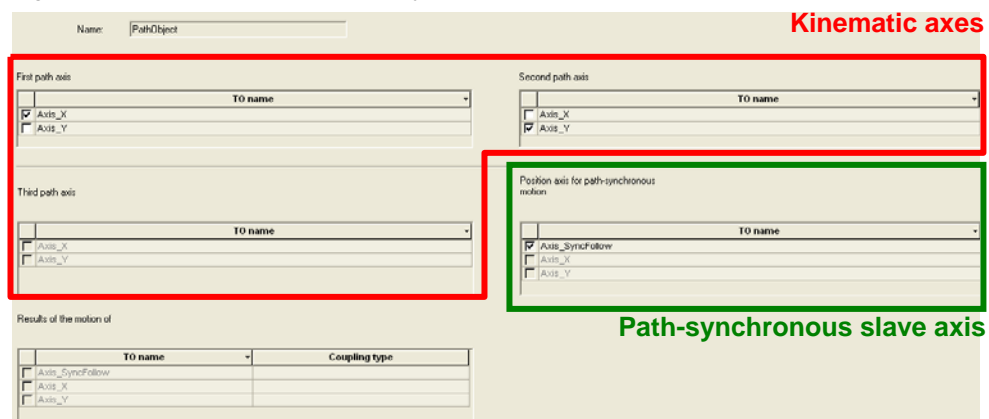 Kinematic axes
Name: PathObject
First path axis
Second path axis
TO name
TO name
Axis_X
Axis_X
Axis_Y
Axis_Y
Third path axis
Position axis for path-synchronous
motion
TO name
TO name
Axis_X
Axis_SyncFollow
Axis_Y
Axis_X
Axis_Y
Results of the motion of
Path-synchronous slave axis
TO name Coupling type
Axis_SyncFollow
Axis_X
Axis_Y